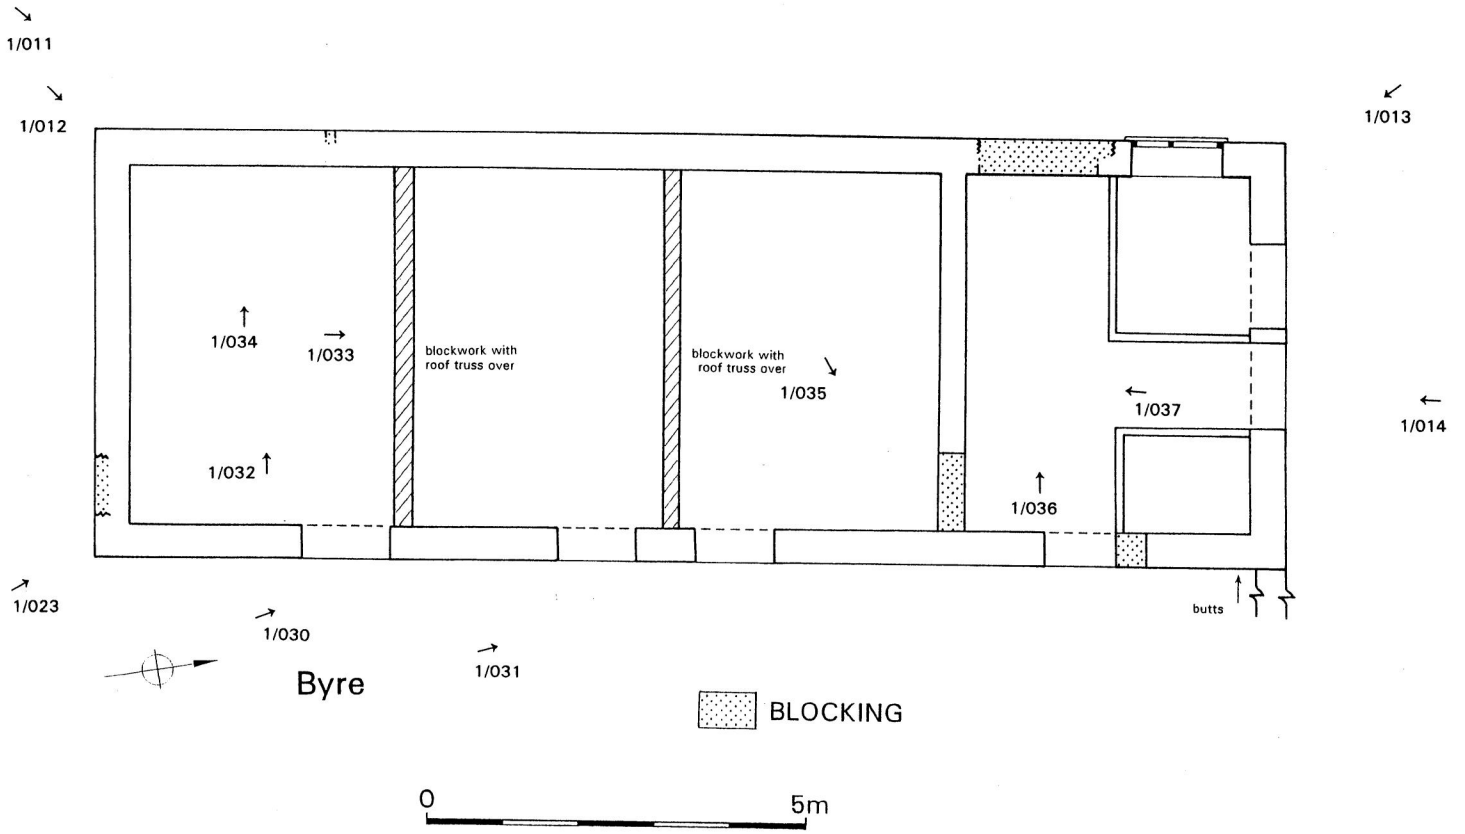 1/011
1/012
1/013
1/034
1/033
blockwork with
roof truss over
blockwork with
roof truss over
1/035
1/037
1/014
1/032
1/036
1/023
1/030
1/031
butts
Byre
BLOCKING
0
5m